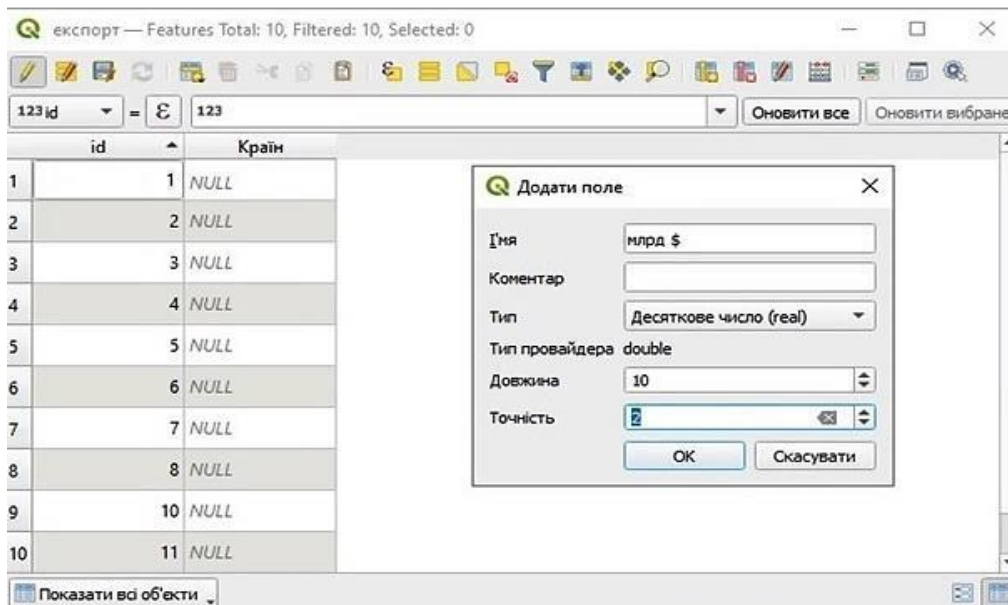 експорт — Features Total: 10, Filtered: 10, Selected: 0
123 id = ε 123 Оновити все Оновити вибране
id Країн
1 1 NULL
2 2 NULL
3 3 NULL
4 4 NULL
5 5 NULL
6 6 NULL
7 7 NULL
8 8 NULL
9 10 NULL
10 11 NULL
Додати поле
Ім'я млрд $
Коментар
Тип Десяткове число (real)
Тип провайдера double
Довжина 10
Точність 2
OK Скасувати
Показати всі об'єкти